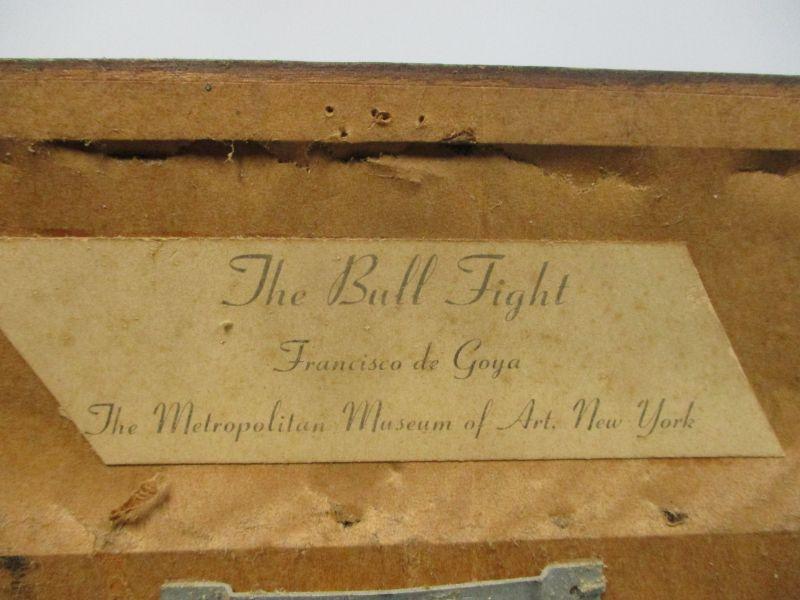 The Bull Fight
Francisco de Goya
The Metropolitan Museum of Art. New York